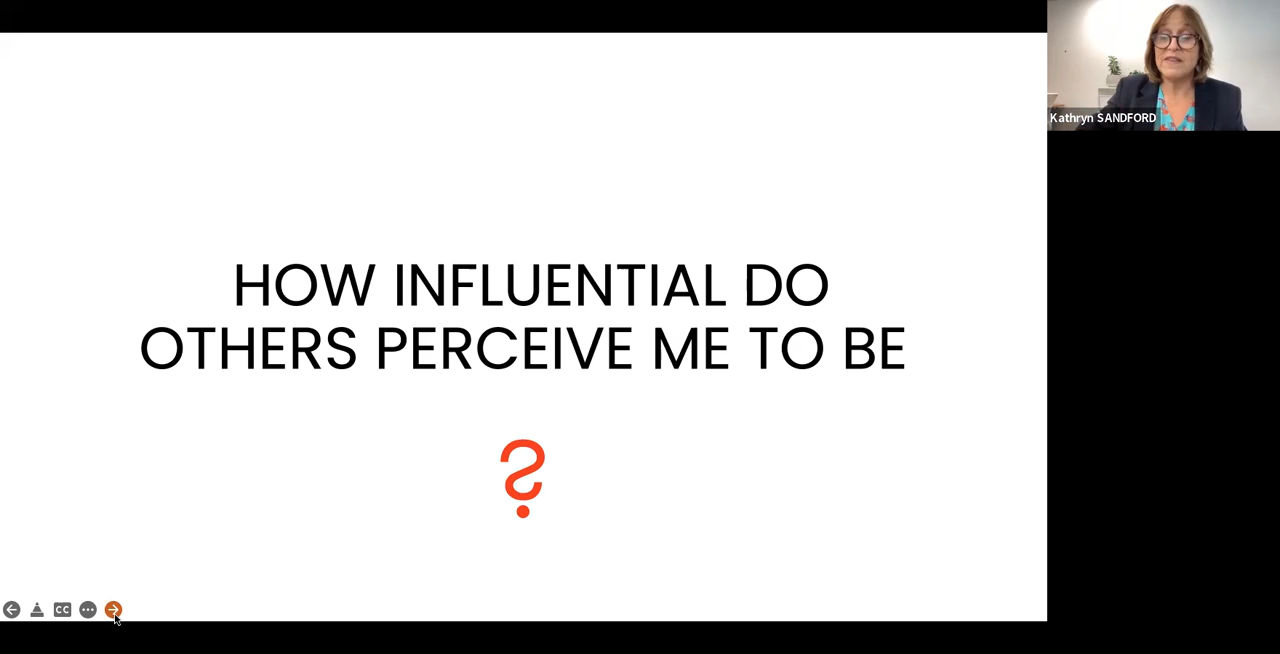 Kathryn SANDFORD
HOW INFLUENTIAL DO
OTHERS PERCEIVE ME TO BE
?
CC